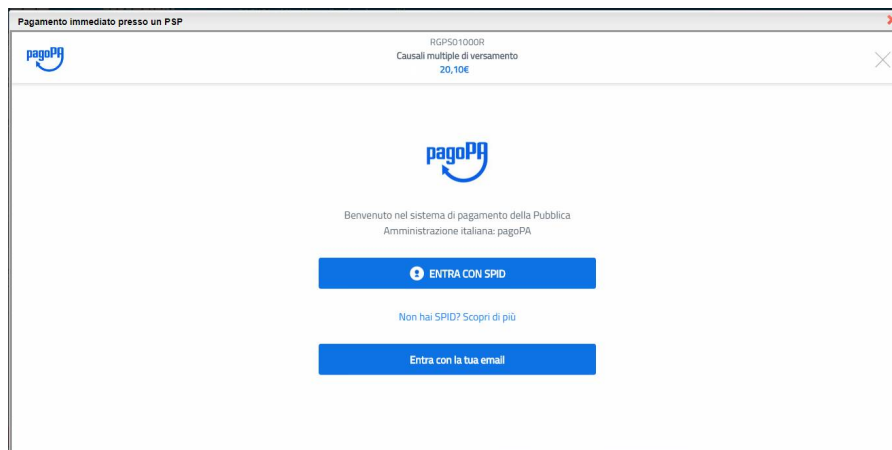 Pagamento immediato presso un PSP
RGPS01000R
pagoPA
Causali multiple di versamento
20,10€
pagoPA
Benvenuto nel sistema di pagamento della Pubblica
Amministrazione italiana: pagoPA
ENTRA CON SPID
Non hai SPID? Scopri di più
Entra con la tua email